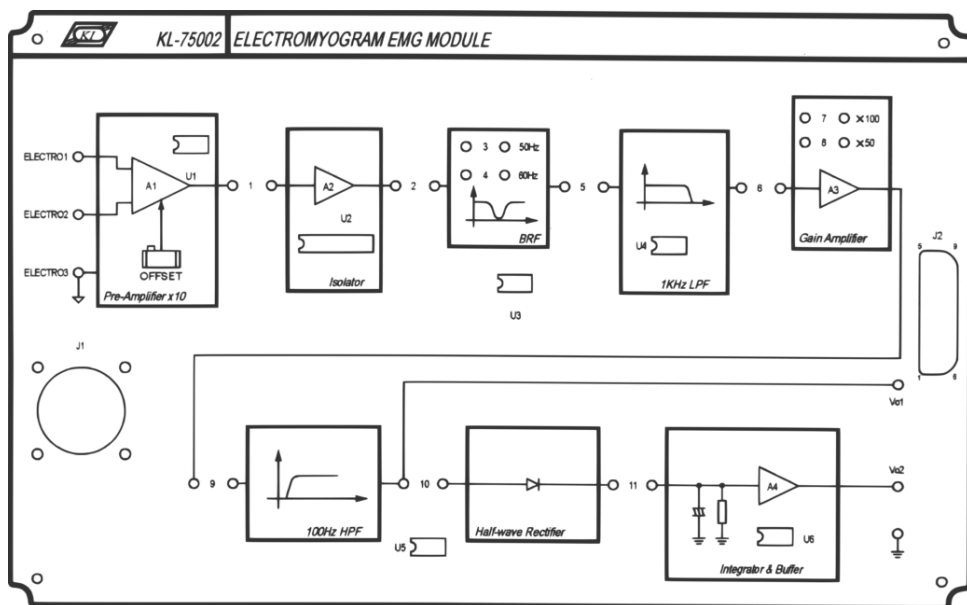 KL KL-75002 ELECTROMYOGRAM EMG MODULE
7 ×100
8 ×50
A3
Gain Amplifier
ELECTRO1
ELECTRO2
ELECTRO3
A1
U1
OFFSET
Pre-Amplifier x10
1
A2
U2
Isolator
2
3 50Hz
4 60Hz
BRF
U3
5
U4
1KHz LPF
6
J2
5 9
1 6
J1
Vo1
9
100Hz HPF
10
U5
Half-wave Rectifier
11
A4
U6
Integrator & Buffer
Vo2